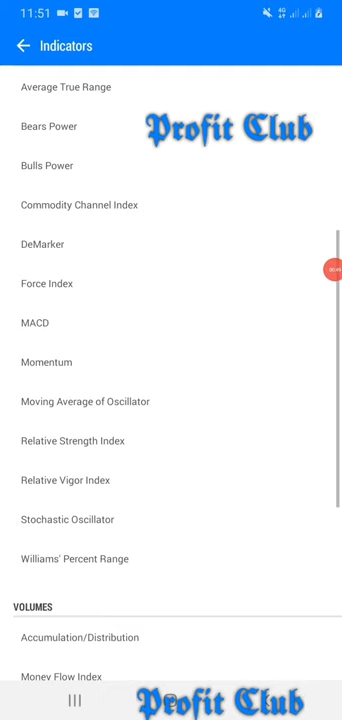 11:51
4G
Indicators
Average True Range
Profit Club
Bears Power
Bulls Power
Commodity Channel Index
DeMarker
Force Index
MACD
Momentum
Moving Average of Oscillator
Relative Strength Index
Relative Vigor Index
Stochastic Oscillator
Williams' Percent Range
VOLUMES
Accumulation/Distribution
Money Flow Index
Profit Club